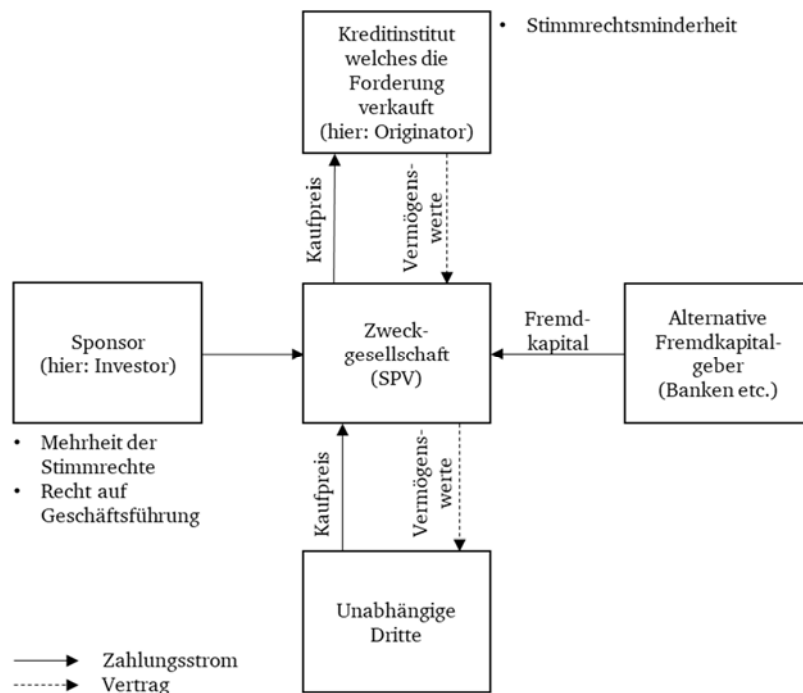 Kreditinstitut
welches die
Forderung
verkauft
(hier: Originator)
• Stimmrechtsminderheit
Kaufpreis
Vermögens-
werte
Sponsor
(hier: Investor)
Zweck-
gesellschaft
(SPV)
Fremd-
kapital
Alternative
Fremdkapital-
geber
(Banken etc.)
• Mehrheit der
Stimmrechte
• Recht auf
Geschäftsführung
Kaufpreis
Vermögens-
werte
Unabhängige
Dritte
Zahlungsstrom
Vertrag